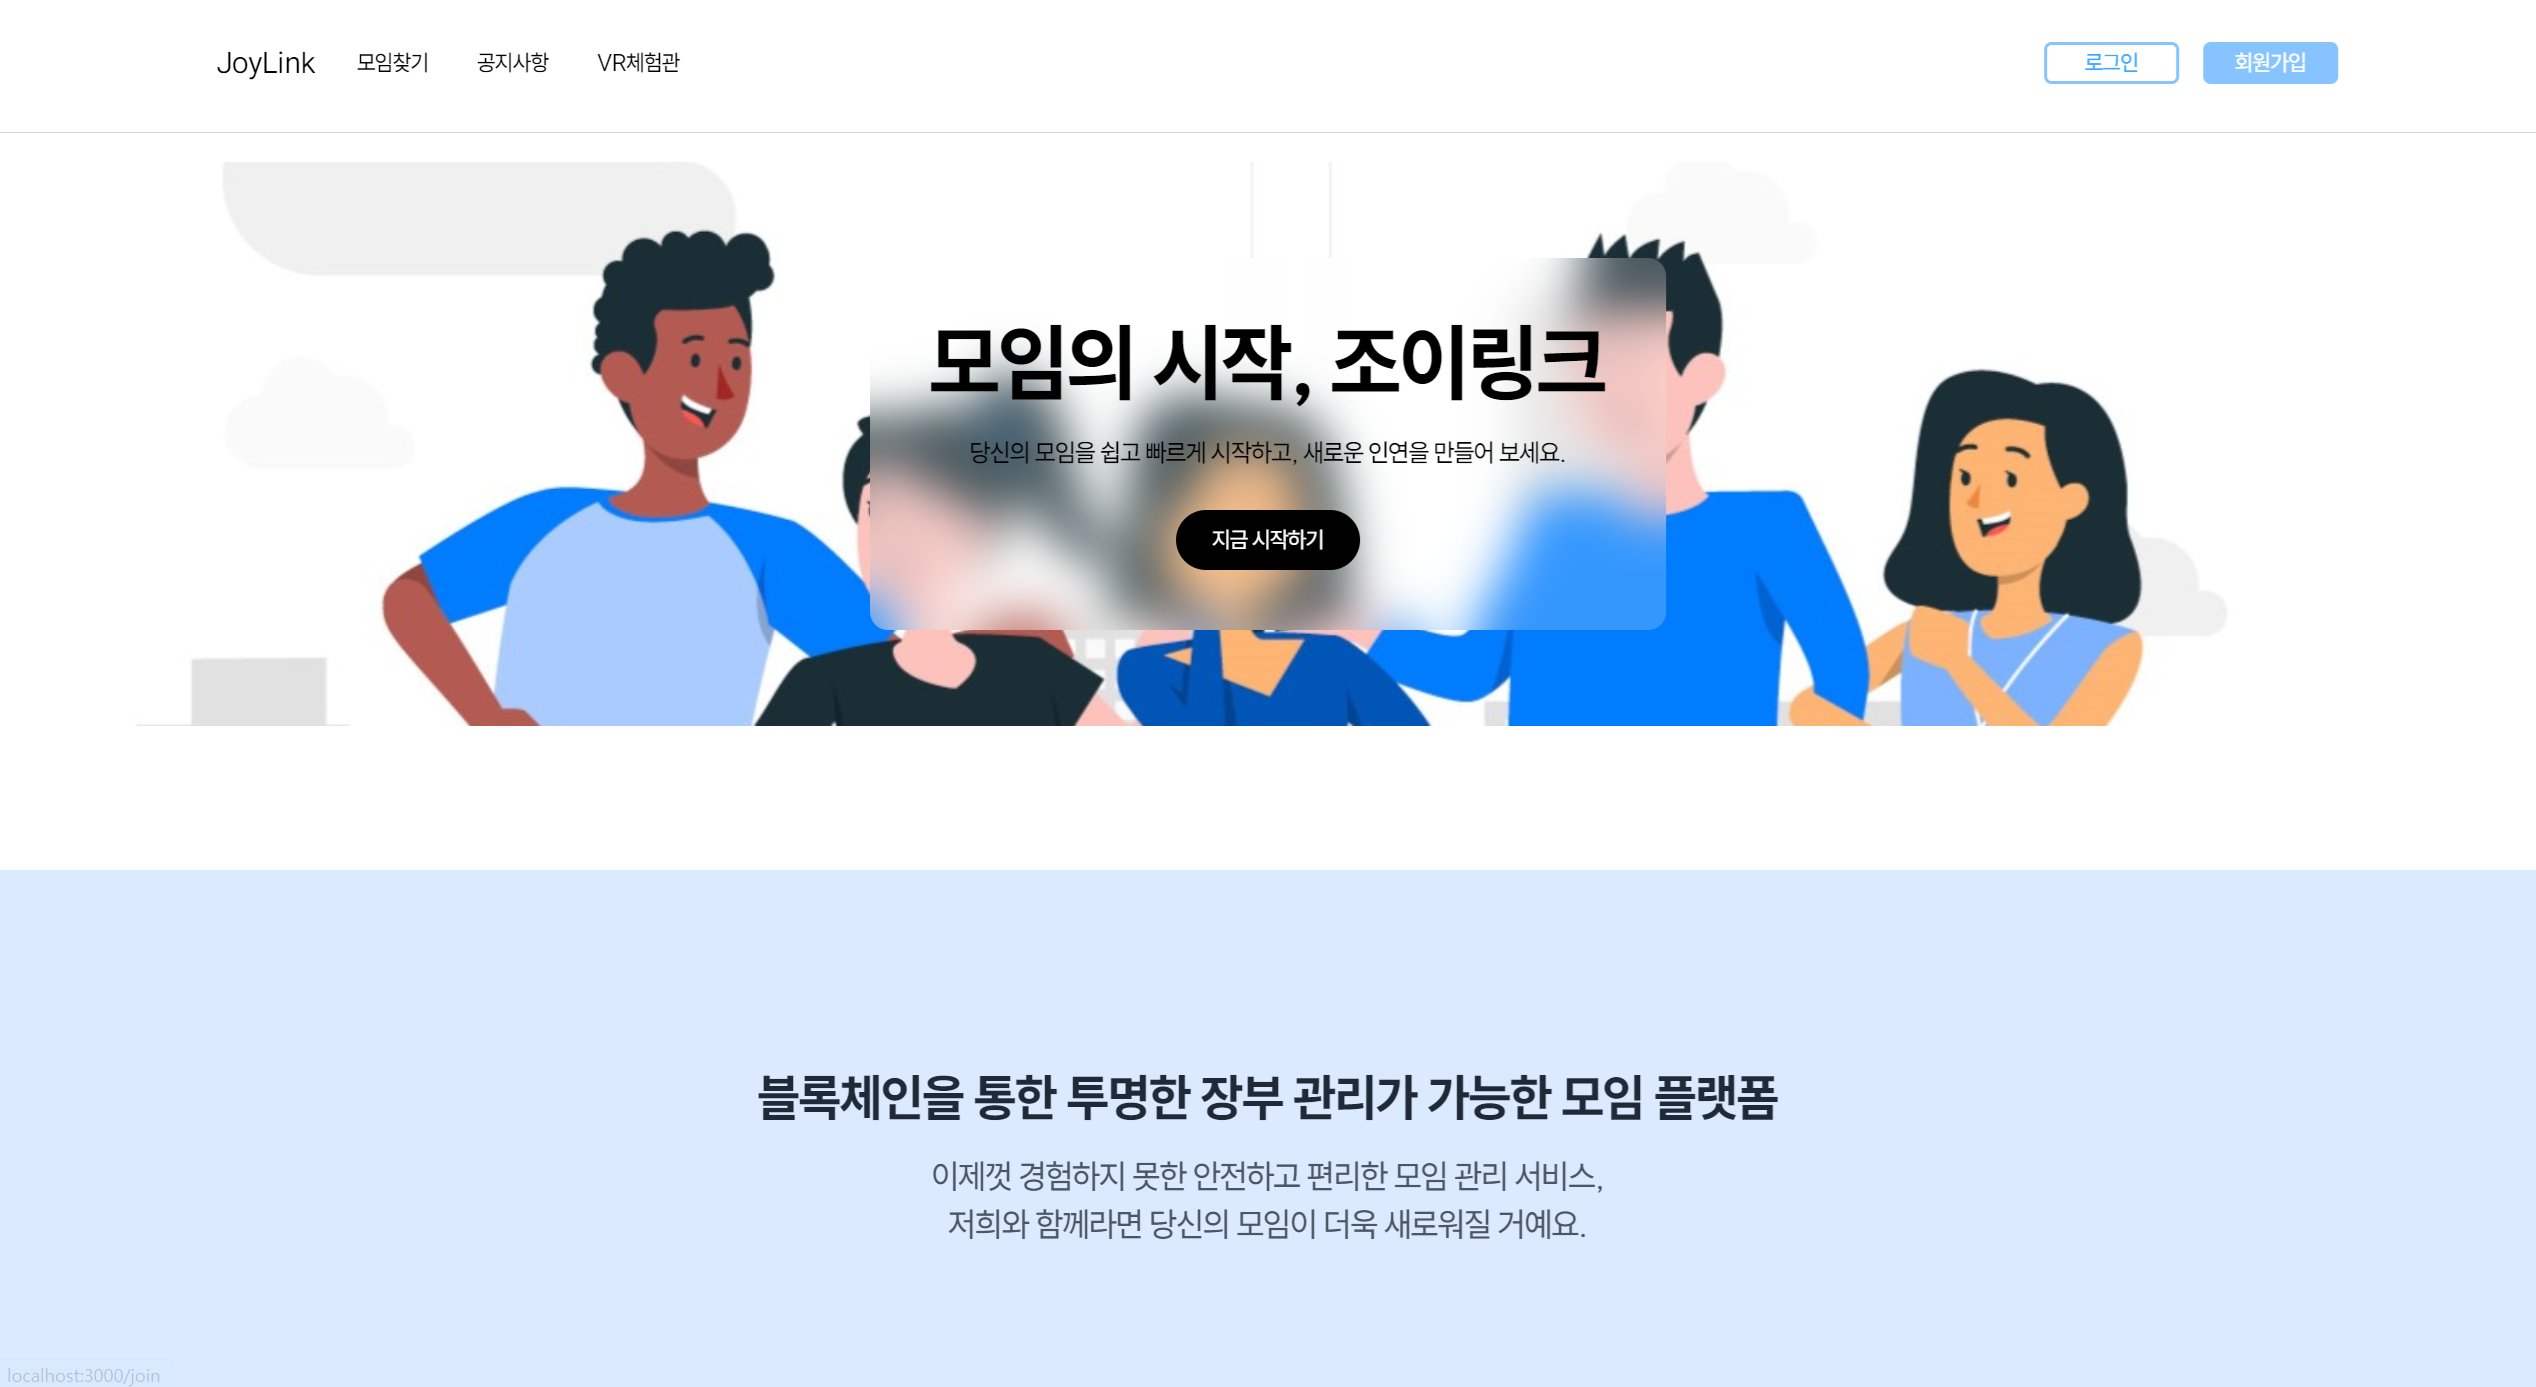 JoyLink 모임찾기 공지사항 VR체험관 로그인 회원가입
모임의 시작, 조이링크
당신의 모임을 쉽고 빠르게 시작하고, 새로운 인연을 만들어 보세요.
지금 시작하기
블록체인을 통한 투명한 장부 관리가 가능한 모임 플랫폼
이제껏 경험하지 못한 안전하고 편리한 모임 관리 서비스,
저희와 함께라면 당신의 모임이 더욱 새로워질 거예요.
localhost:3000/join